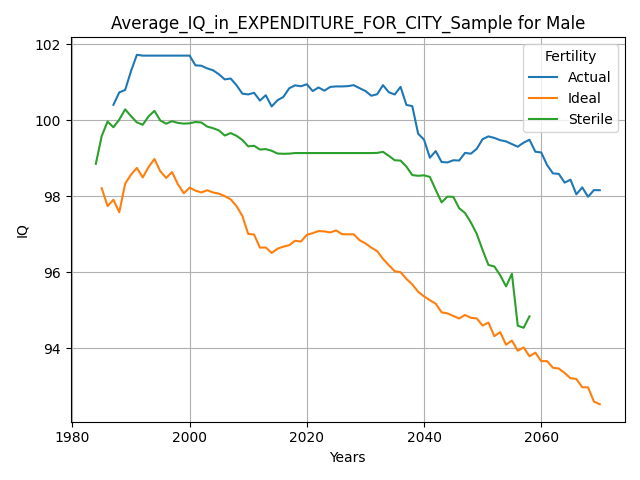 Average_IQ_in_EXPENDITURE_FOR_CITY_Sample for Male
Fertility
Actual
Ideal
Sterile
IQ
102
100
98
96
94
1980
2000
2020
2040
2060
Years